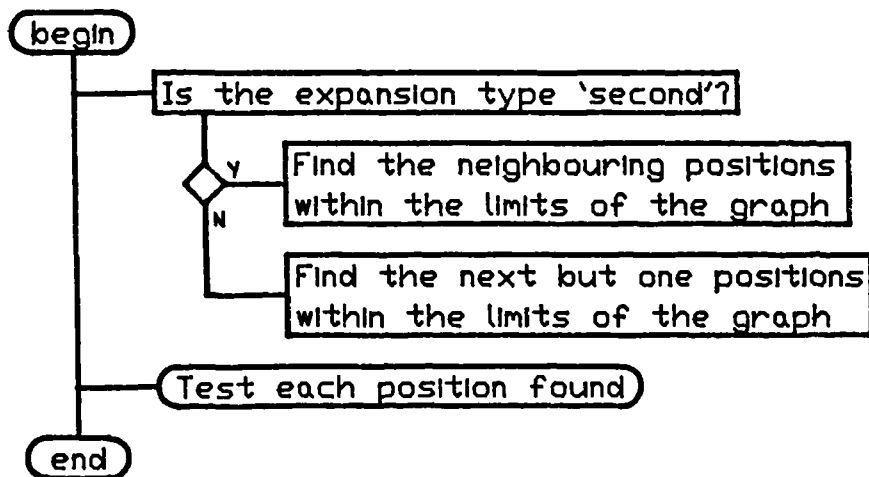 begin
Is the expansion type 'second'?
Y
Find the neighbouring positions
within the limits of the graph
N
Find the next but one positions
within the limits of the graph
Test each position found
end